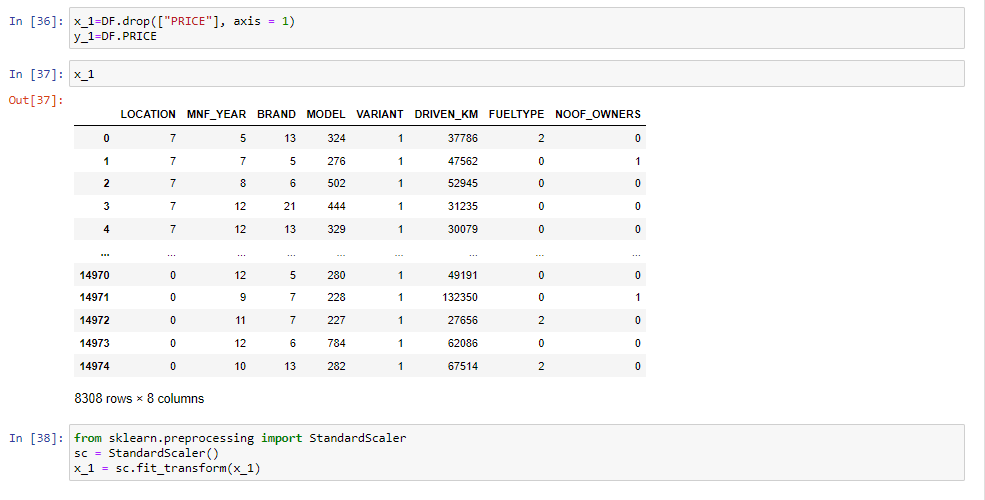 In [36]: x_1=DF.drop(["PRICE"], axis = 1)
y_1=DF.PRICE
In [37]: x_1
Out[37]:
LOCATION MNF_YEAR BRAND MODEL VARIANT DRIVEN_KM FUELTYPE NOOF_OWNERS
0 7 5 13 324 1 37786 2 0
1 7 7 5 276 1 47562 0 1
2 7 8 6 502 1 52945 0 0
3 7 12 21 444 1 31235 0 0
4 7 12 13 329 1 30079 0 0
... ... ... ... ... ... ... ... ...
14970 0 12 5 280 1 49191 0 0
14971 0 9 7 228 1 132350 0 1
14972 0 11 7 227 1 27656 2 0
14973 0 12 6 784 1 62086 0 0
14974 0 10 13 282 1 67514 2 0
8308 rows × 8 columns
In [38]: from sklearn.preprocessing import StandardScaler
sc = StandardScaler()
x_1 = sc.fit_transform(x_1)